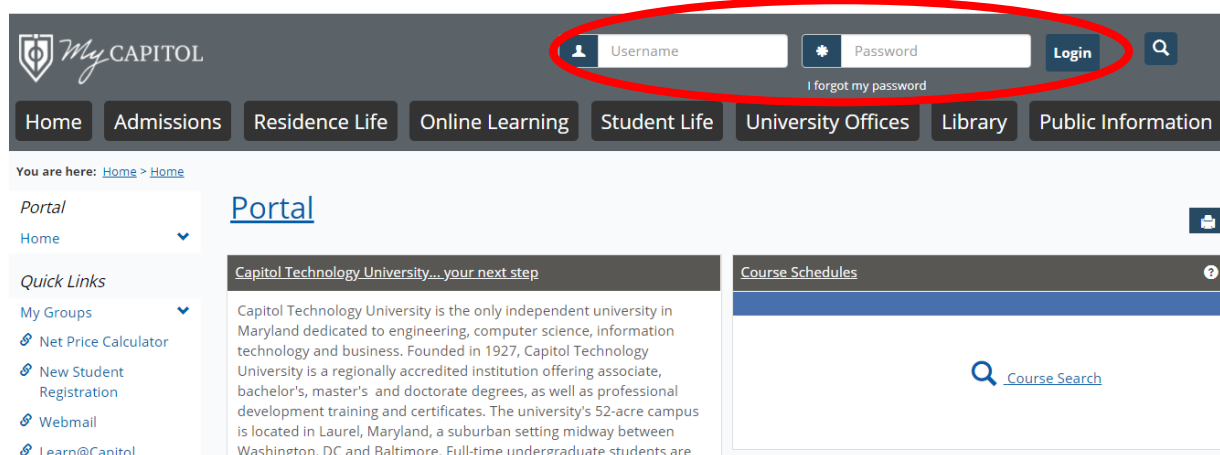 My CAPITOL
Username
Password
Login
I forgot my password
Home Admissions Residence Life Online Learning Student Life University Offices Library Public Information
You are here: Home > Home
Portal
Home
Quick Links
My Groups
Net Price Calculator
New Student
Registration
Webmail
Learn@Capitol
Portal
Capitol Technology University... your next step
Capitol Technology University is the only independent university in
Maryland dedicated to engineering, computer science, information
technology and business. Founded in 1927, Capitol Technology
University is a regionally accredited institution offering associate,
bachelor's, master's and doctorate degrees, as well as professional
development training and certificates. The university's 52-acre campus
is located in Laurel, Maryland, a suburban setting midway between
Washington, DC and Baltimore. Full-time undergraduate students are
Course Schedules
?
Course Search